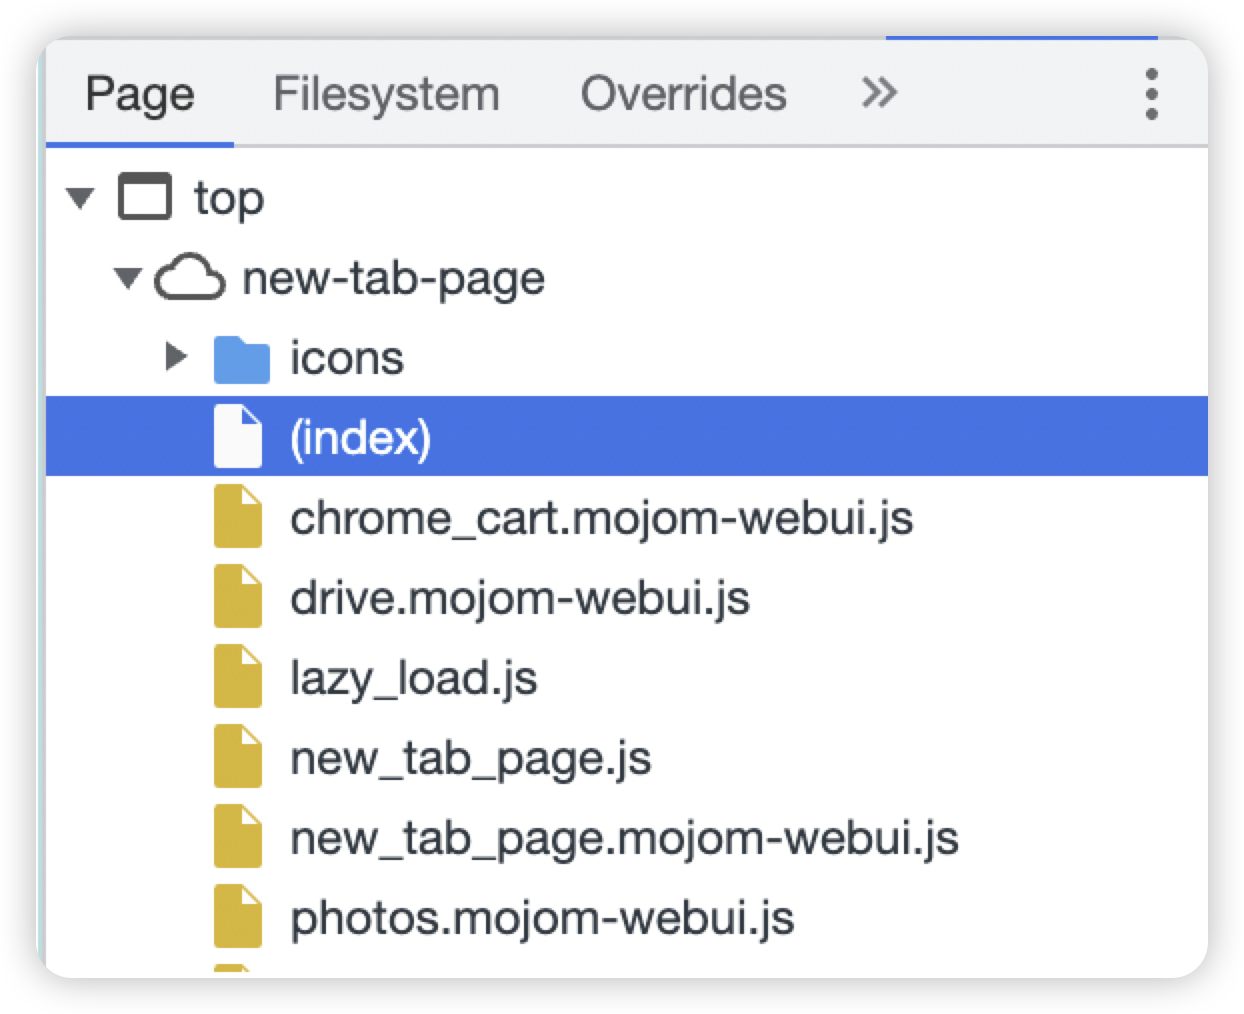 Page Filesystem Overrides
top
new-tab-page
icons
(index)
chrome_cart.mojom-webui.js
drive.mojom-webui.js
lazy_load.js
new_tab_page.js
new_tab_page.mojom-webui.js
photos.mojom-webui.js